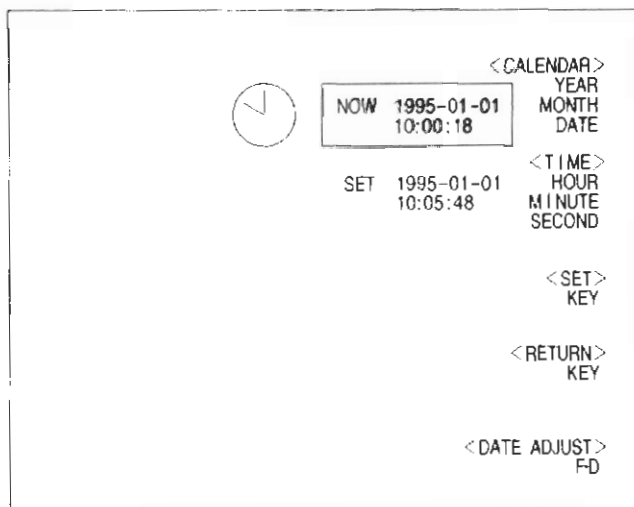 <CALENDAR>
YEAR
NOW 1995-01-01 MONTH
10:00:18 DATE
<TIME>
SET 1995-01-01 HOUR
10:05:48 MINUTE
SECOND
<SET>
KEY
<RETURN>
KEY
<DATE ADJUST>
F-D